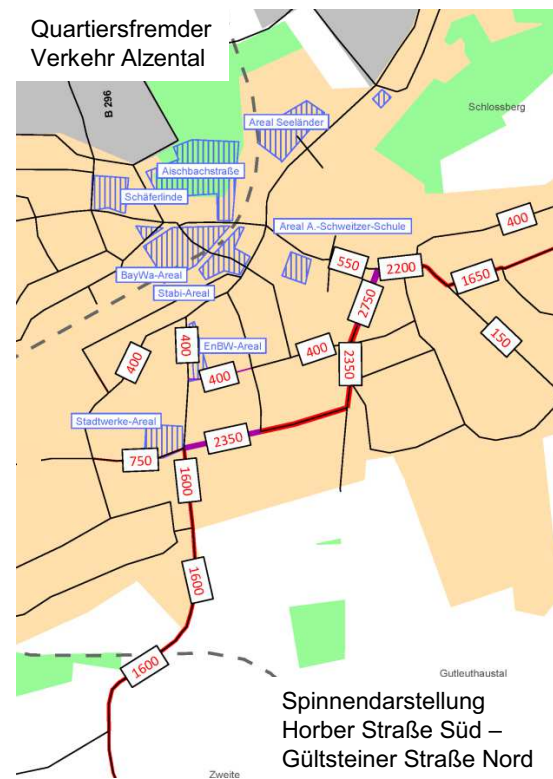 Quartiersfremder
Verkehr Alzental
B 296
Schlossberg
Areal Seeländer
Aischbachstraße
Schäferlinde
Areal A.-Schweitzer-Schule
400
550
2200
1650
BayWa-Areal
Stabi-Areal
2750
150
400
EnBW-Areal
400
400
400
2350
Stadtwerke-Areal
2350
750
1600
1600
1600
Gutleuthaustal
Spinnendarstellung
Horber Straße Süd –
Gültsteiner Straße Nord
Zweite